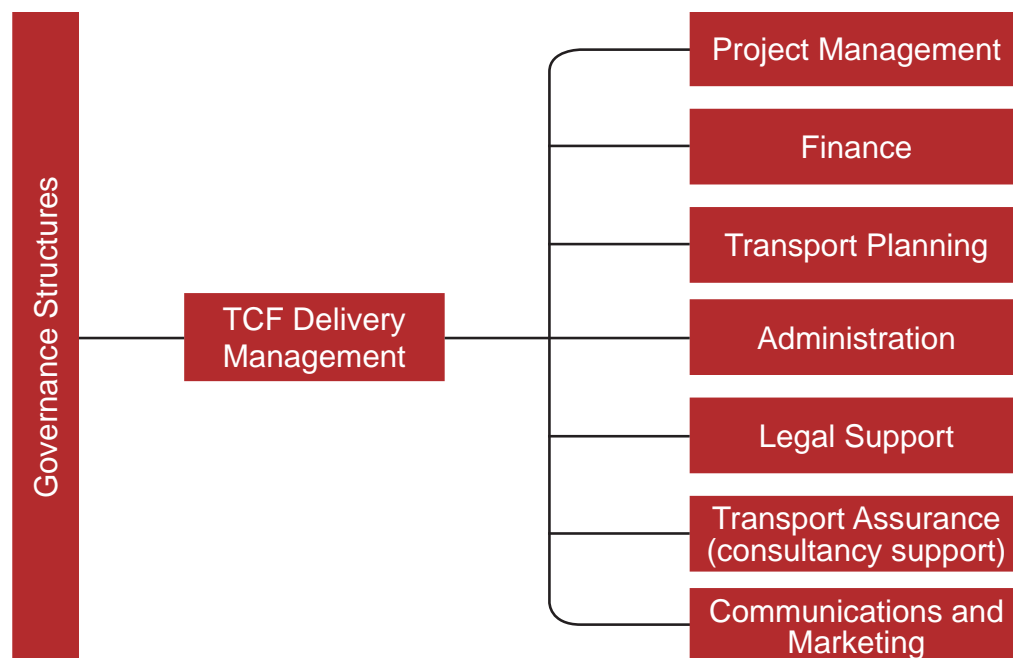 Governance Structures
TCF Delivery
Management
Project Management
Finance
Transport Planning
Administration
Legal Support
Transport Assurance
(consultancy support)
Communications and
Marketing